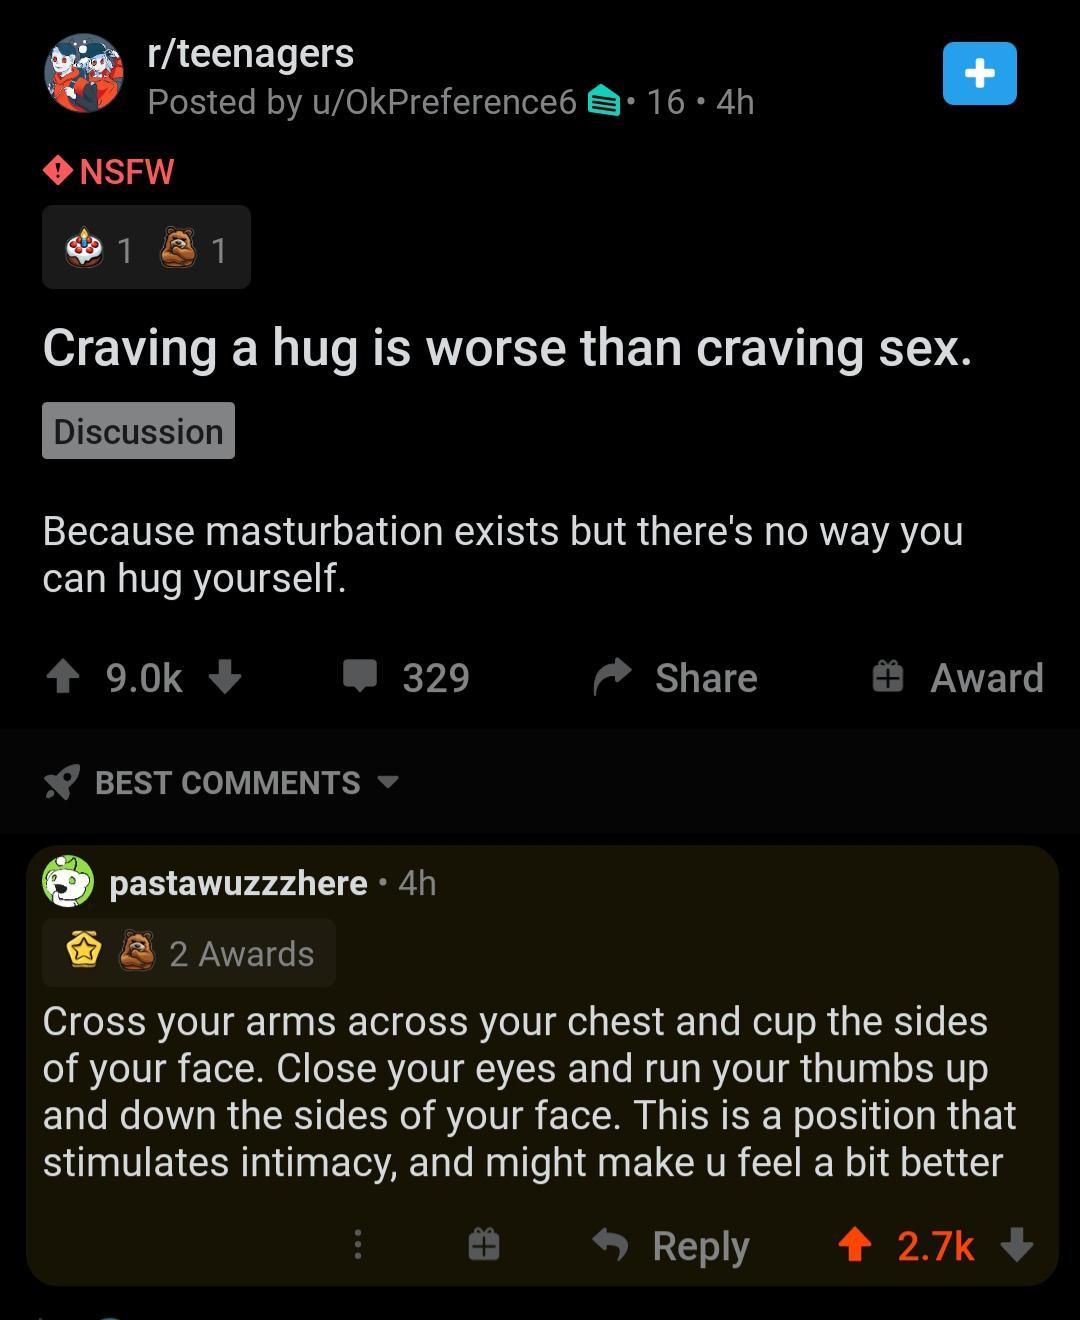 r/teenagers
Posted by u/OkPreference6 • 16 • 4h
NSFW
1 1
Craving a hug is worse than craving sex.
Discussion
Because masturbation exists but there's no way you
can hug yourself.
9.0k 329 Share Award
BEST COMMENTS
pastawuzzzhere • 4h
2 Awards
Cross your arms across your chest and cup the sides
of your face. Close your eyes and run your thumbs up
and down the sides of your face. This is a position that
stimulates intimacy, and might make u feel a bit better
Reply 2.7k